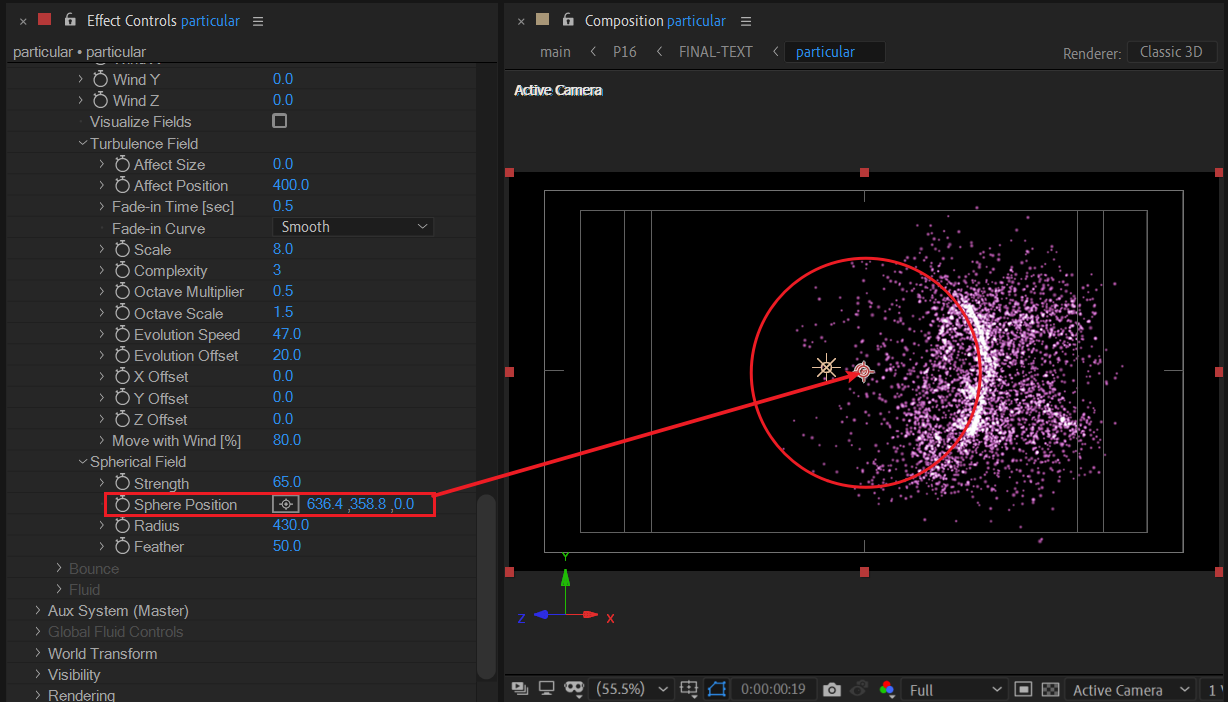 Effect Controls particular
particular • particular
Wind Y 0.0
Wind Z 0.0
Visualize Fields
Turbulence Field
Affect Size 0.0
Affect Position 400.0
Fade-in Time [sec] 0.5
Fade-in Curve Smooth
Scale 8.0
Complexity 3
Octave Multiplier 0.5
Octave Scale 1.5
Evolution Speed 47.0
Evolution Offset 20.0
X Offset 0.0
Y Offset 0.0
Z Offset 0.0
Move with Wind [%] 80.0
Spherical Field
Strength 65.0
Sphere Position 636.4 ,358.8 ,0.0
Radius 430.0
Feather 50.0
Bounce
Fluid
Aux System (Master)
Global Fluid Controls
World Transform
Visibility
Rendering
Composition particular
main P16 FINAL-TEXT particular
Renderer: Classic 3D
Active Camera
Y
Z X
(55.5%) 0:00:00:19 Full Active Camera 1